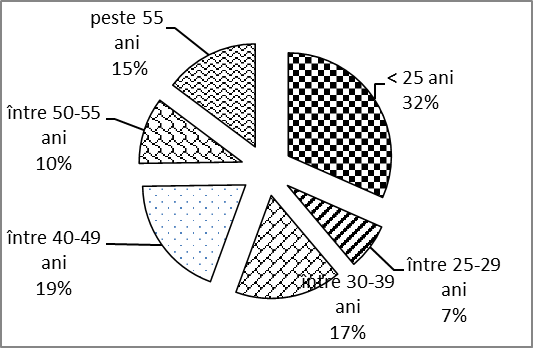 peste 55
ani
15%
< 25 ani
32%
între 50-55
ani
10%
între 40-49
ani
19%
între 30-39
ani
17%
între 25-29
ani
7%